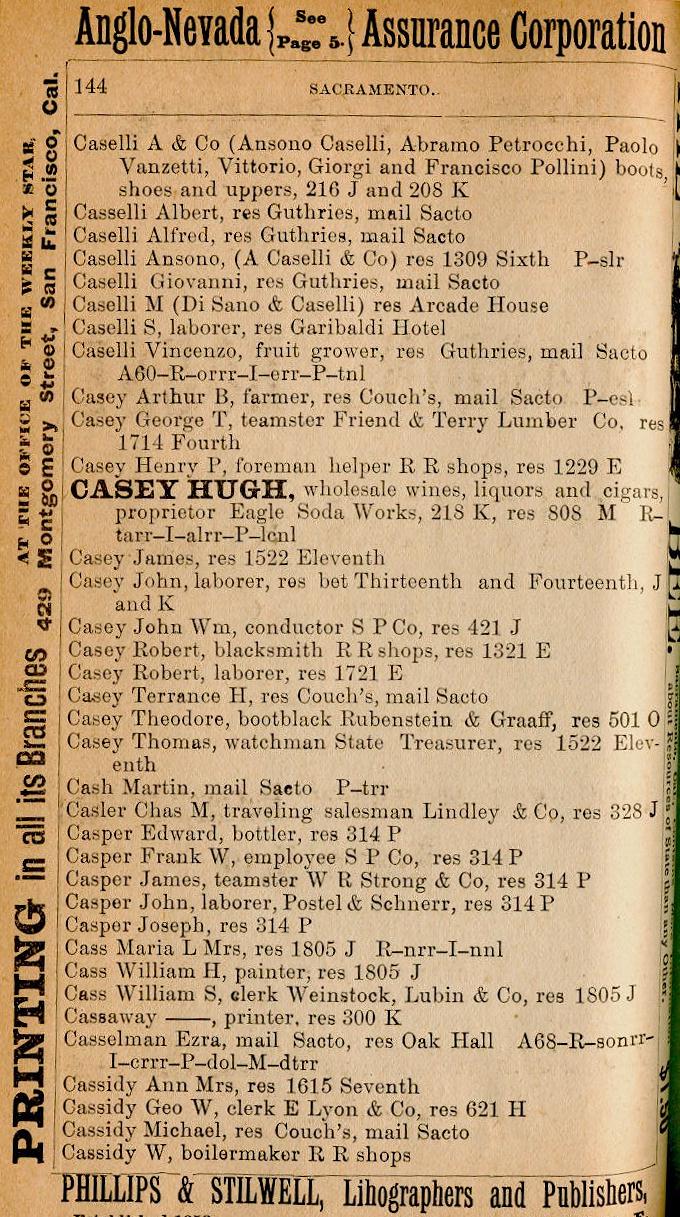 Anglo-Nevada { See Page 5. } Assurance Corporation
144 SACRAMENTO.
Caselli A & Co (Ansono Caselli, Abramo Petrocchi, Paolo
Vanzetti, Vittorio, Giorgi and Francisco Pollini) boots,
shoes and uppers, 216 J and 208 K
Casselli Albert, res Guthries, mail Sacto
Caselli Alfred, res Guthries, mail Sacto
Caselli Ansono, (A Caselli & Co) res 1309 Sixth P–slr
Caselli Giovanni, res Guthries, mail Sacto
Caselli M (Di Sano & Caselli) res Arcade House
Caselli S, laborer, res Garibaldi Hotel
Caselli Vincenzo, fruit grower, res Guthries, mail Sacto
A60–R–orrr–I–err–P–tnl
Casey Arthur B, farmer, res Couch's, mail Sacto P–esl
Casey George T, teamster Friend & Terry Lumber Co, res
1714 Fourth
Casey Henry P, foreman helper R R shops, res 1229 E
CASEY HUGH, wholesale wines, liquors and cigars,
proprietor Eagle Soda Works, 218 K, res 808 M R–
tarr–I–alrr–P–lcnl
Casey James, res 1522 Eleventh
Casey John, laborer, res bet Thirteenth and Fourteenth, J
and K
Casey John Wm, conductor S P Co, res 421 J
Casey Robert, blacksmith R R shops, res 1321 E
Casey Robert, laborer, res 1721 E
Casey Terrance H, res Couch's, mail Sacto
Casey Theodore, bootblack Rubenstein & Graaff, res 501 O
Casey Thomas, watchman State Treasurer, res 1522 Elev-
enth
Cash Martin, mail Sacto P–trr
Casler Chas M, traveling salesman Lindley & Co, res 328 J
Casper Edward, bottler, res 314 P
Casper Frank W, employee S P Co, res 314 P
Casper James, teamster W R Strong & Co, res 314 P
Casper John, laborer, Postel & Schnerr, res 314 P
Casper Joseph, res 314 P
Cass Maria L Mrs, res 1805 J R–nrr–I–nnl
Cass William H, painter, res 1805 J
Cass William S, clerk Weinstock, Lubin & Co, res 1805 J
Cassaway ——, printer, res 300 K
Casselman Ezra, mail Sacto, res Oak Hall A68–R–sonrr–
I–crrr–P–dol–M–dtrr
Cassidy Ann Mrs, res 1615 Seventh
Cassidy Geo W, clerk E Lyon & Co, res 621 H
Cassidy Michael, res Couch's, mail Sacto
Cassidy W, boilermaker R R shops
PHILLIPS & STILWELL, Lihographers and Publishers,
PRINTING in all its Branches
AT THE OFFICE OF THE WEEKLY STAR,
429 Montgomery Street, San Francisco, Cal.
about Resources of State than any Other.
$1.50